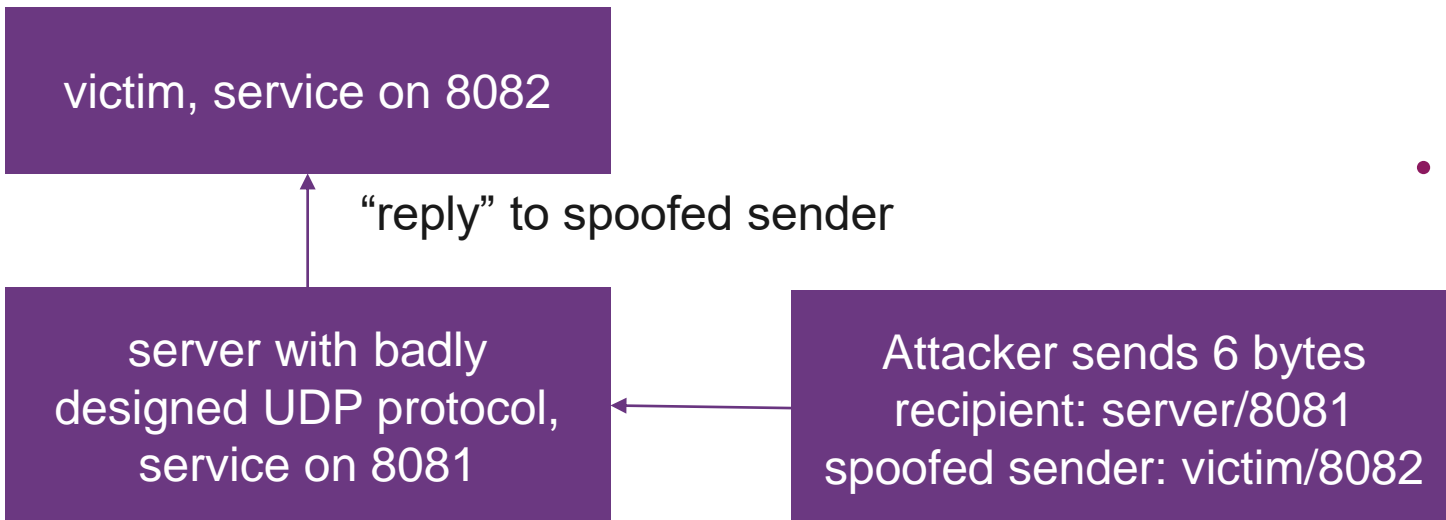 victim, service on 8082
“reply” to spoofed sender
server with badly
designed UDP protocol,
service on 8081
Attacker sends 6 bytes
recipient: server/8081
spoofed sender: victim/8082